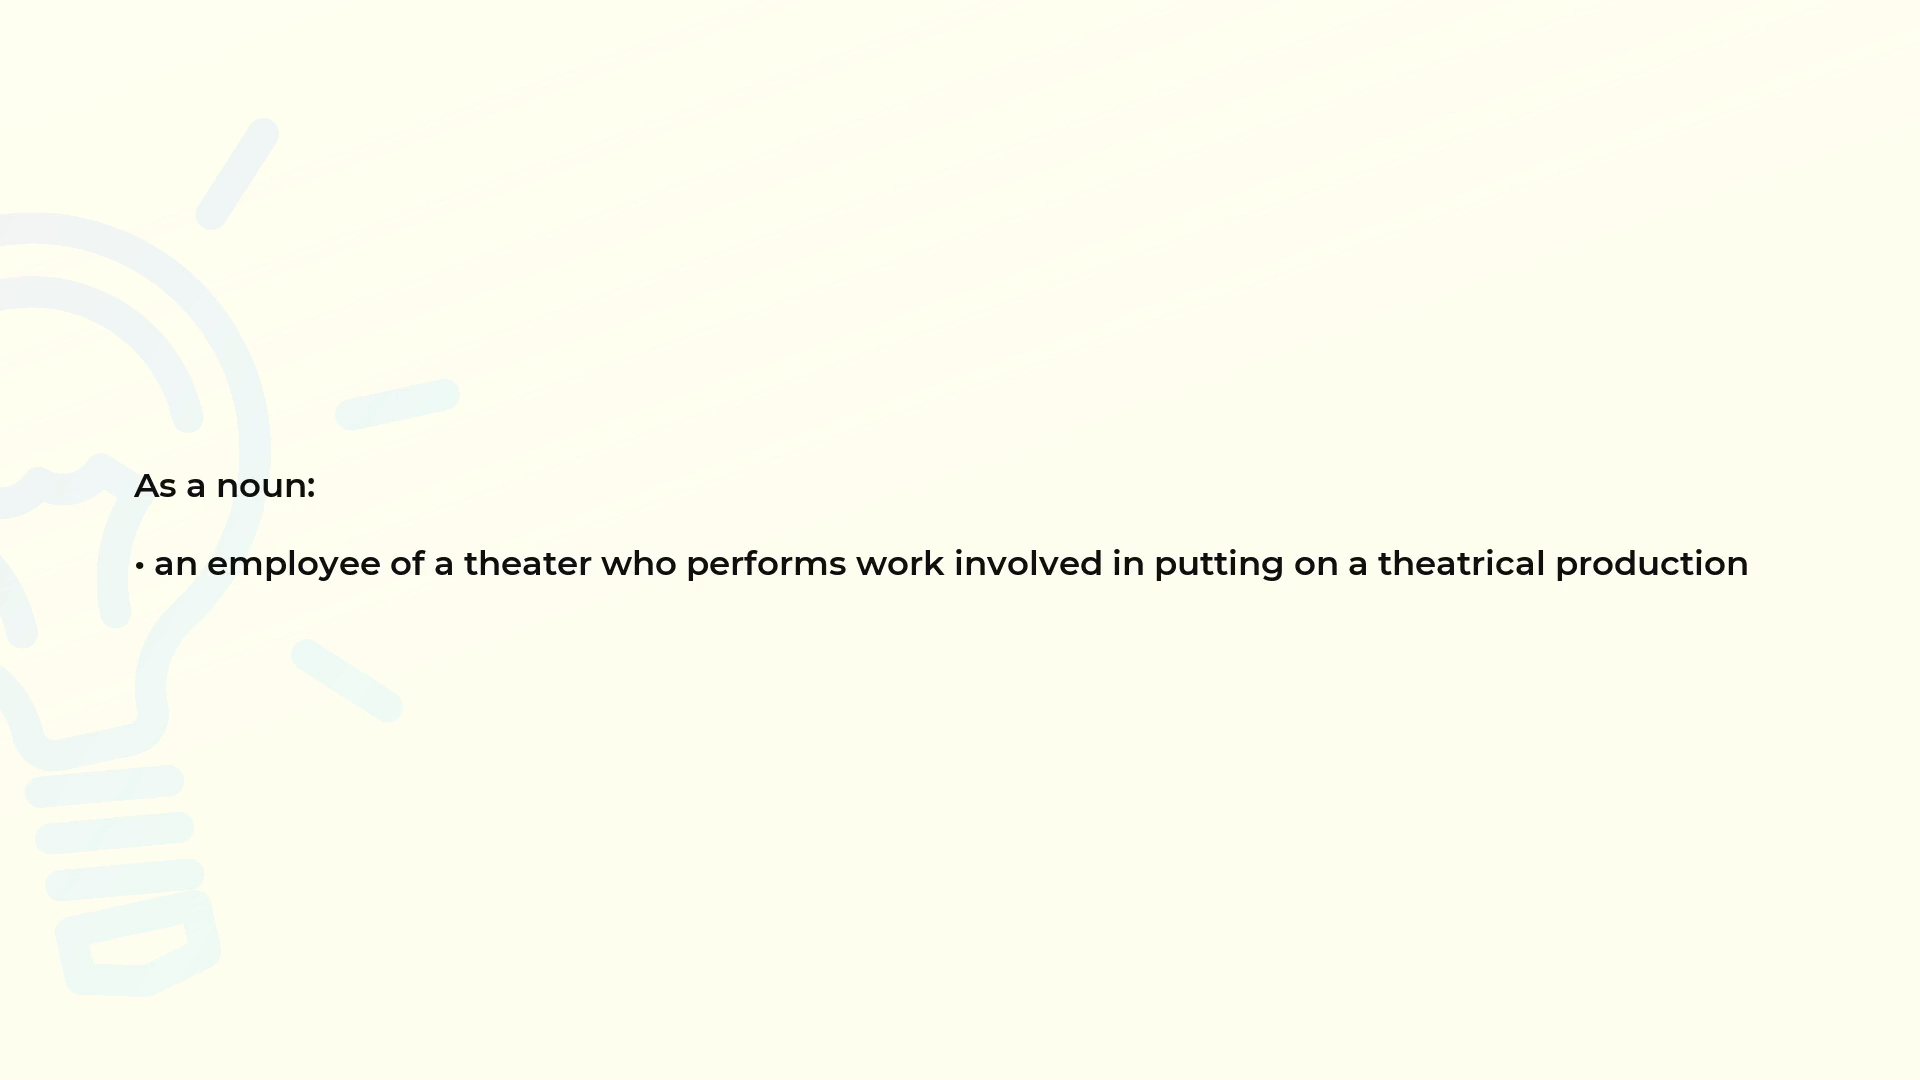 As a noun:
• an employee of a theater who performs work involved in putting on a theatrical production